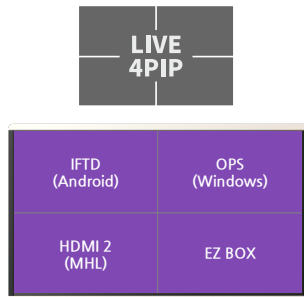 LIVE
4PIP
IFTD
(Android)
OPS
(Windows)
HDMI 2
(MHL)
EZ BOX